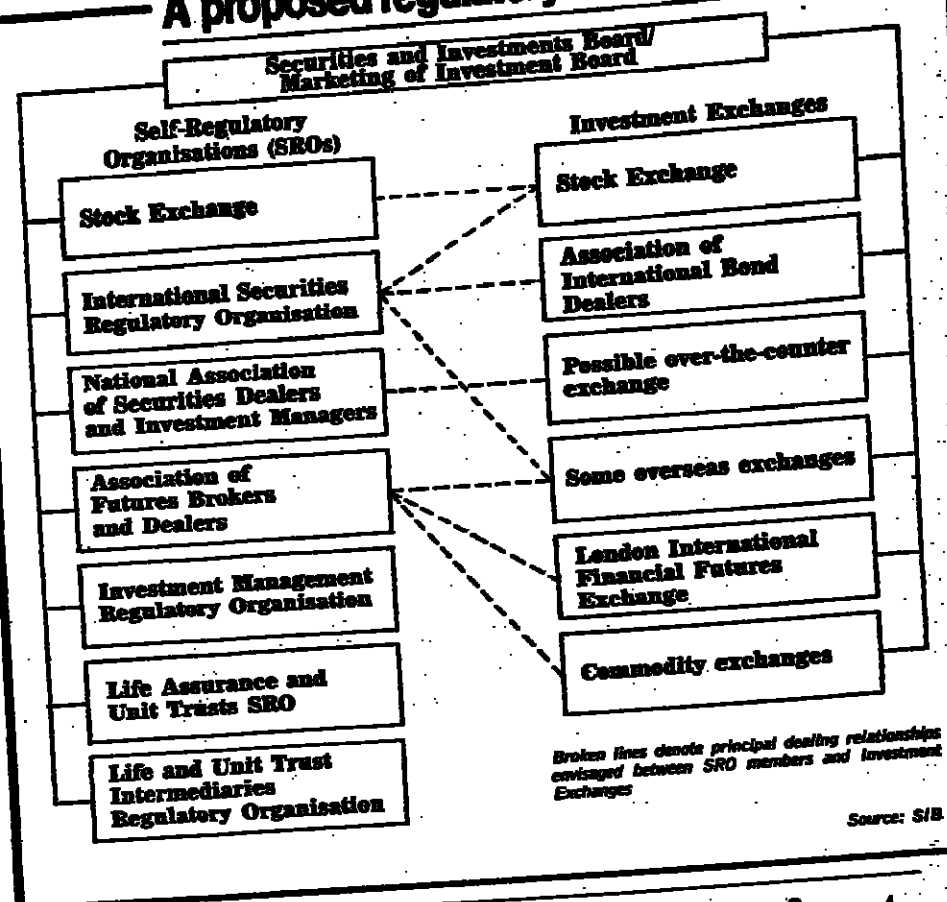 A proposed regulatory
Securities and Investments Board/
Marketing of Investment Board
Self-Regulatory
Organisations (SROs)
Stock Exchange
International Securities
Regulatory Organisation
National Association
of Securities Dealers
and Investment Managers
Association of
Futures Brokers
and Dealers
Investment Management
Regulatory Organisation
Life Assurance and
Unit Trusts SRO
Life and Unit Trust
Intermediaries
Regulatory Organisation
Investment Exchanges
Stock Exchange
Association of
International Bond
Dealers
Possible over-the-counter
exchange
Some overseas exchanges
London International
Financial Futures
Exchange
Commodity exchanges
Broken lines denote principal dealing relationships
envisaged between SRO members and Investment
Exchanges
Source: SIB